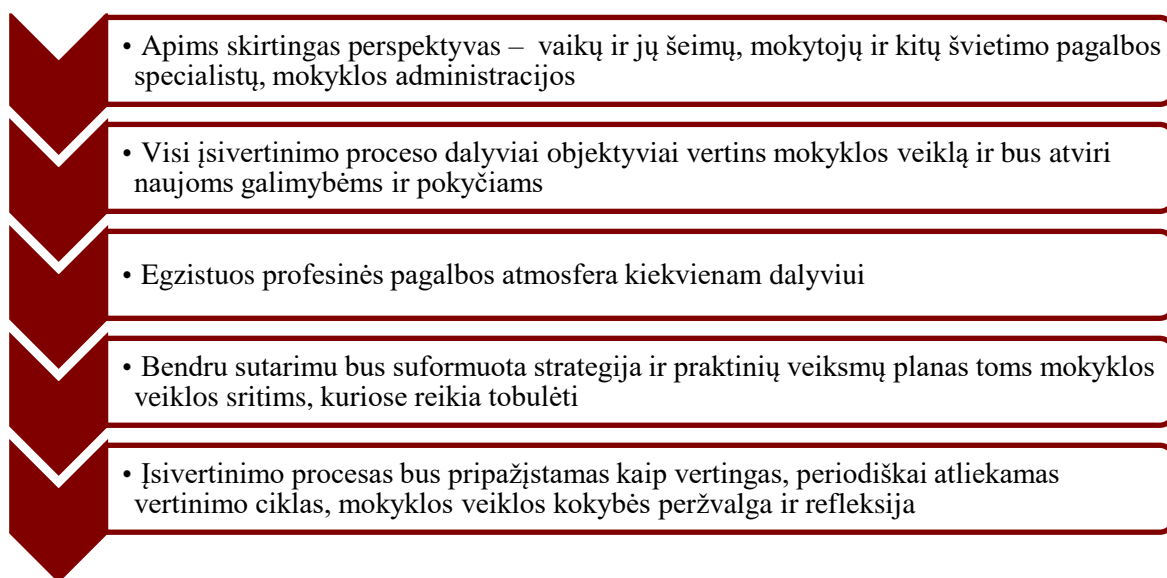 • Apims skirtingas perspektyvas – vaikų ir jų šeimų, mokytojų ir kitų švietimo pagalbos
specialistų, mokyklos administracijos
• Visi įsivertinimo proceso dalyviai objektyviai vertins mokyklos veiklą ir bus atviri
naujoms galimybėms ir pokyčiams
• Egzistuos profesinės pagalbos atmosfera kiekvienam dalyviui
• Bendru sutarimu bus suformuota strategija ir praktinių veiksmų planas toms mokyklos
veiklos sritims, kuriose reikia tobulėti
• Įsivertinimo procesas bus pripažįstamas kaip vertingas, periodiškai atliekamas
vertinimo ciklas, mokyklos veiklos kokybės peržvalga ir refleksija